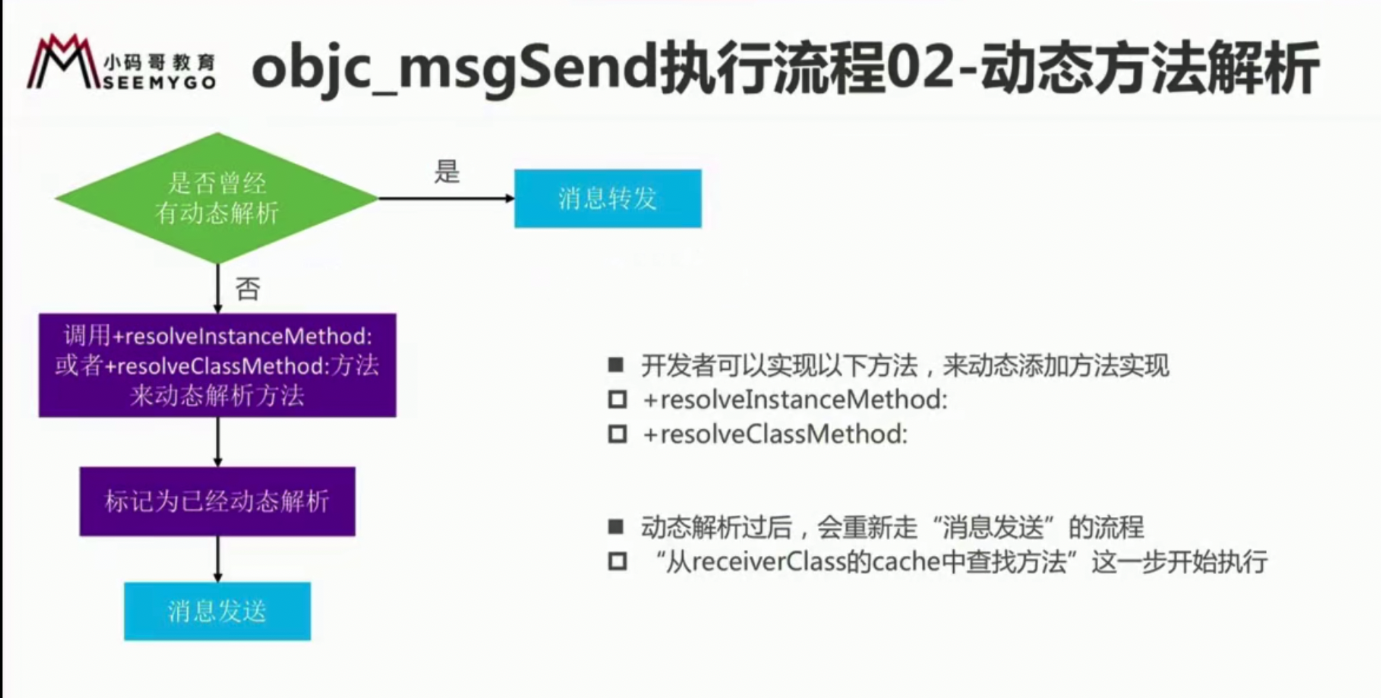 小码哥教育
SEEMYGO
objc_msgSend执行流程02-动态方法解析
是否曾经
有动态解析
是
消息转发
否
调用+resolveInstanceMethod:
或者+resolveClassMethod:方法
来动态解析方法
标记为已经动态解析
消息发送
开发者可以实现以下方法，来动态添加方法实现
+resolveInstanceMethod:
+resolveClassMethod:
动态解析过后，会重新走“消息发送”的流程
“从receiverClass的cache中查找方法”这一步开始执行